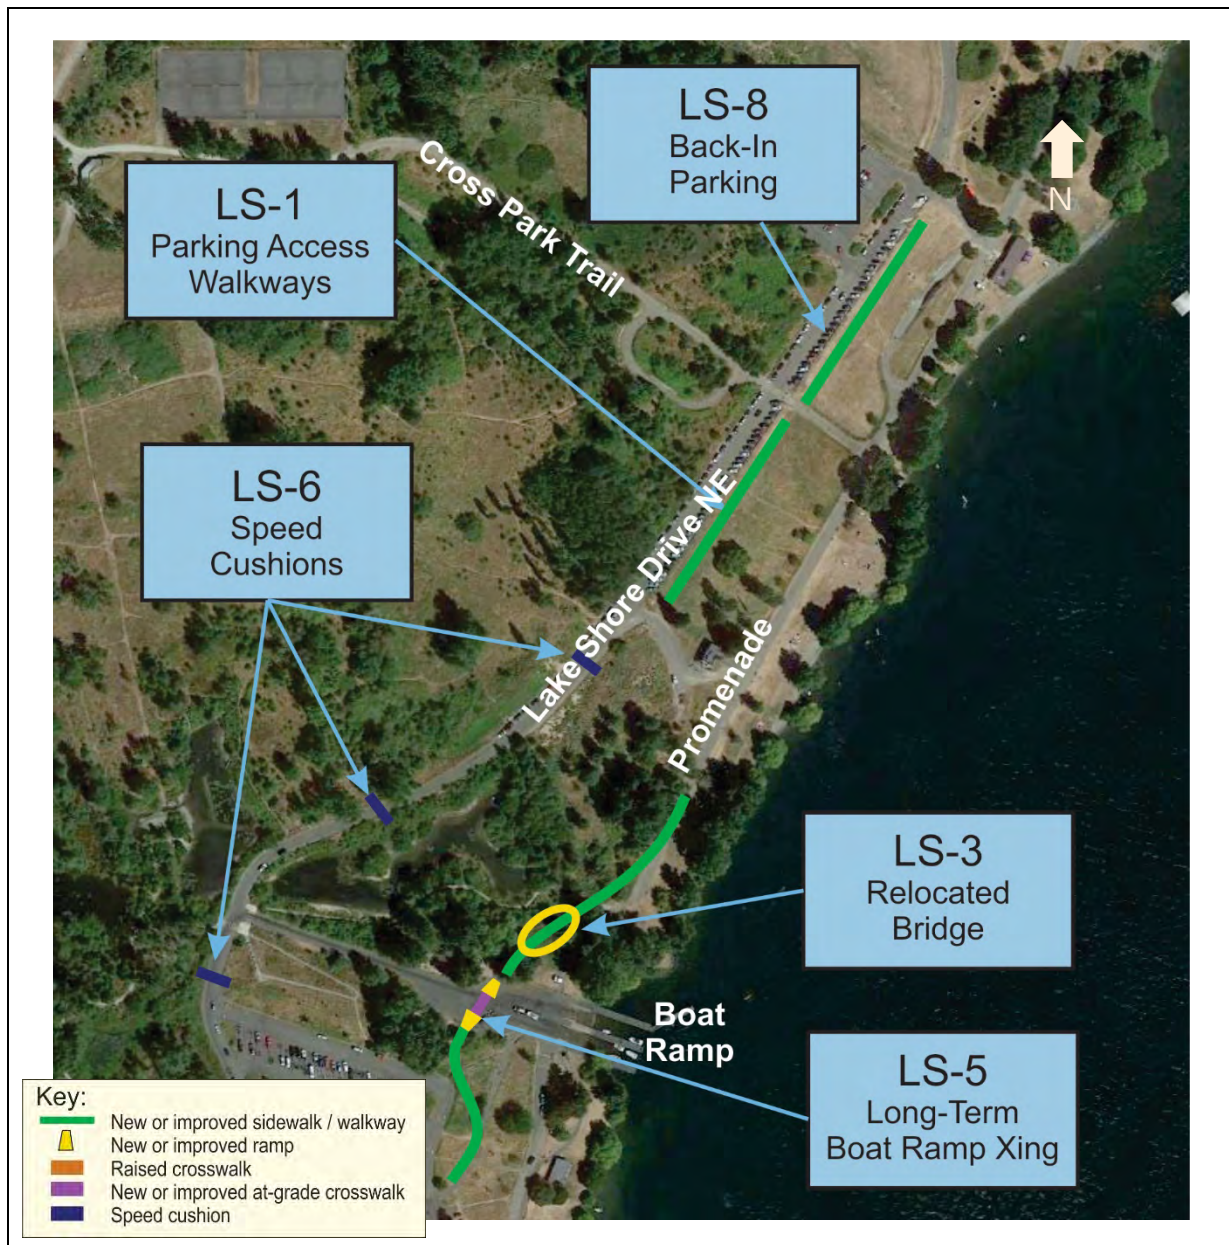 LS-8
Back-In
Parking
N
Cross Park Trail
LS-1
Parking Access
Walkways
LS-6
Speed
Cushions
Lake Shore Drive NE
Promenade
LS-3
Relocated
Bridge
Boat
Ramp
LS-5
Long-Term
Boat Ramp Xing
Key:
New or improved sidewalk / walkway
New or improved ramp
Raised crosswalk
New or improved at-grade crosswalk
Speed cushion